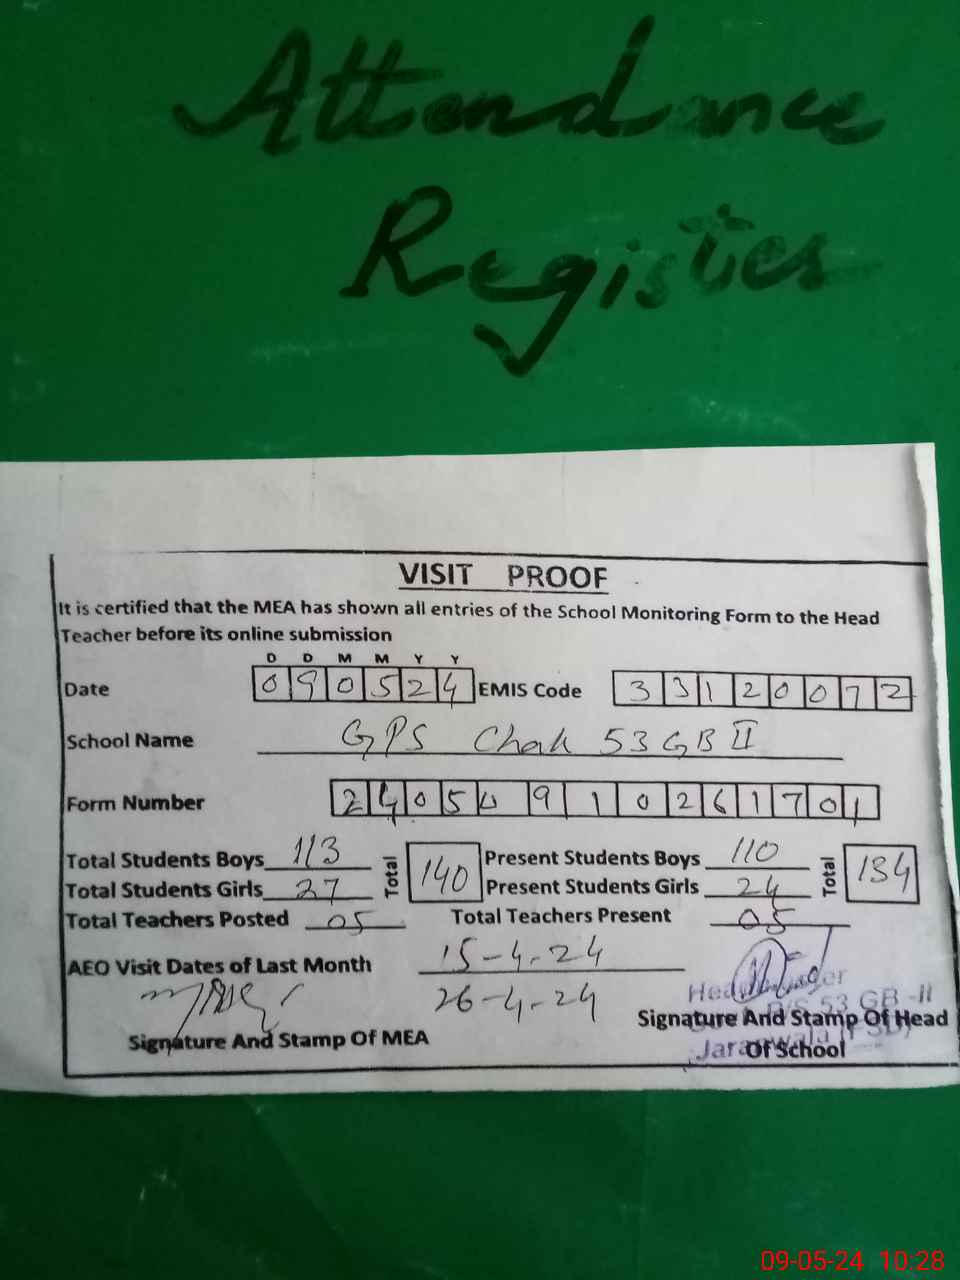 Attendance
Register
VISIT PROOF
It is certified that the MEA has shown all entries of the School Monitoring Form to the Head
Teacher before its online submission
D D M M Y Y
Date 090524 EMIS Code 33120072
School Name GPS Chak 53 GB II
Form Number 24050910261701
Total Students Boys 113 Total 140 Present Students Boys 110 Total 134
Total Students Girls 27 Present Students Girls 24
Total Teachers Posted 05 Total Teachers Present 05
AEO Visit Dates of Last Month 15-4-24
26-4-24
Signature And Stamp Of MEA
Signature And Stamp Of Head
Of School
53 GB-II
Jaranwala (FSD)
09-05-24 10:28